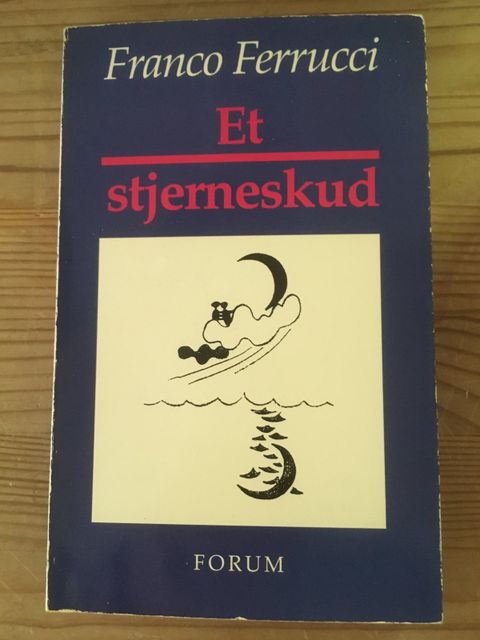 Franco Ferrucci
Et
stjerneskud
FORUM